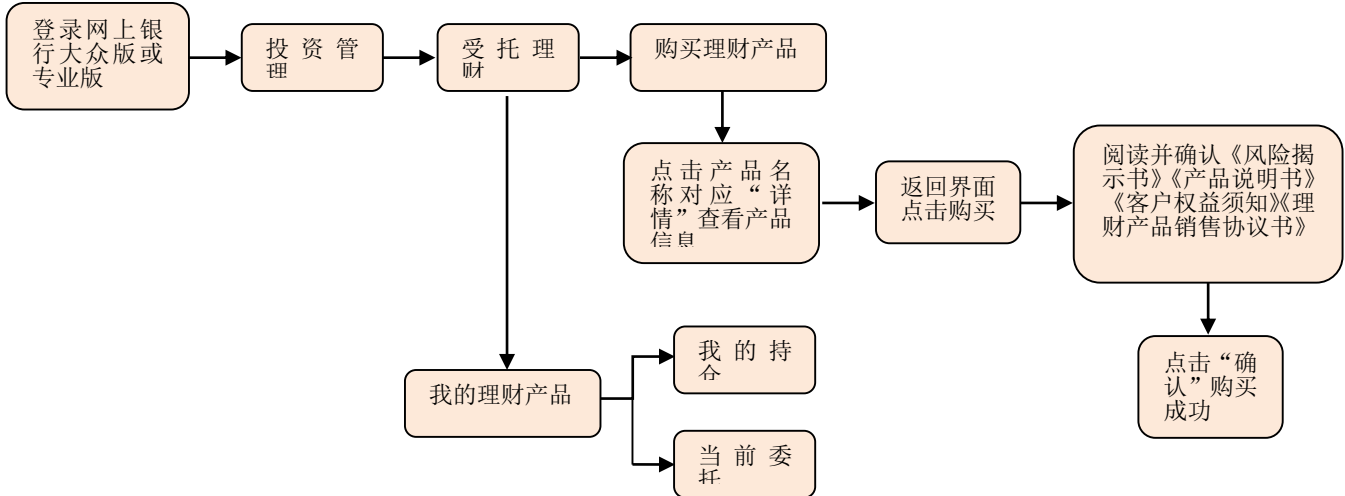 登录网上银
行大众版或
专业版
投资管
理
受托理
财
购买理财产品
点击产品名
称对应“详
情”查看产品
信息
返回界面
点击购买
阅读并确认《风险揭
示书》《产品说明书》
《客户权益须知》《理
财产品销售协议书》
点击“确
认”购买
成功
我的理财产品
我的持
仓
当前委
托